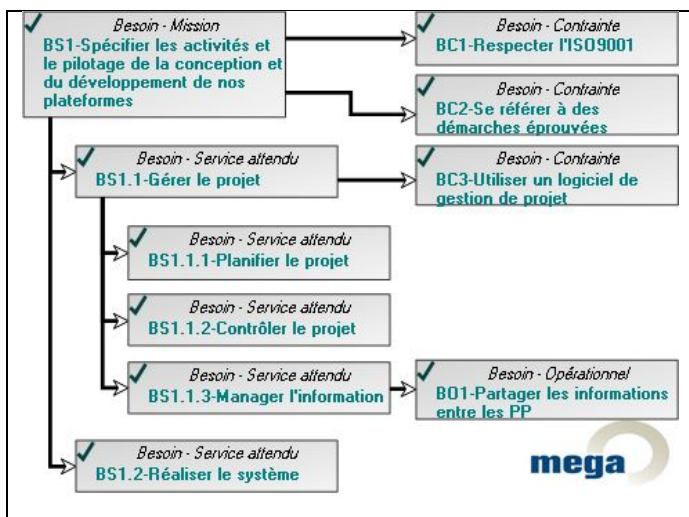 Besoin - Mission
BS1-Spécifier les activités et
le pilotage de la conception et
du développement de nos
plateformes
Besoin - Contrainte
BC1-Respecter l'ISO9001
Besoin - Contrainte
BC2-Se référer à des
démarches éprouvées
Besoin - Service attendu
BS1.1-Gérer le projet
Besoin - Contrainte
BC3-Utiliser un logiciel de
gestion de projet
Besoin - Service attendu
BS1.1.1-Planifier le projet
Besoin - Service attendu
BS1.1.2-Contrôler le projet
Besoin - Service attendu
BS1.1.3-Manager l'information
Besoin - Opérationnel
BO1-Partager les informations
entre les PP
Besoin - Service attendu
BS1.2-Réaliser le système
mega